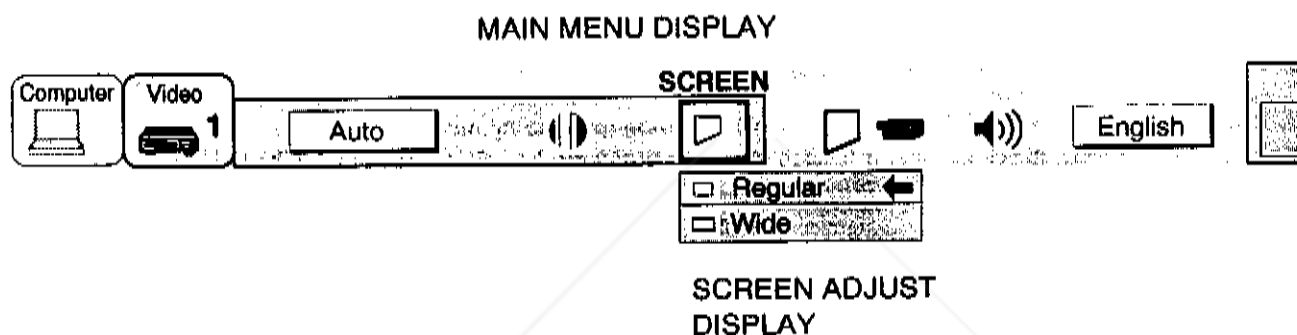 MAIN MENU DISPLAY
SCREEN
Computer
Video
1
Auto
English
Regular
Wide
SCREEN ADJUST
DISPLAY